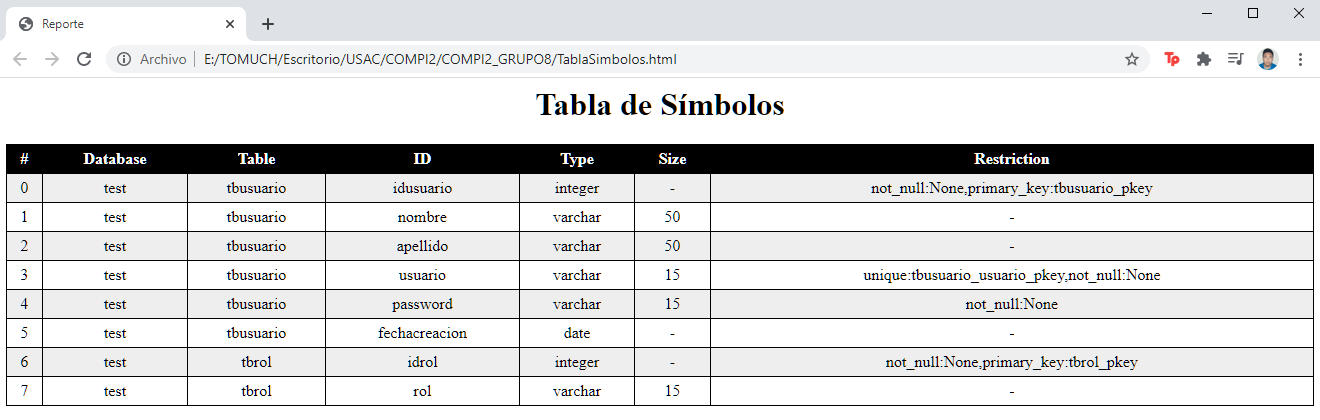 Reporte
Archivo E:/TOMUCH/Escritorio/USAC/COMPI2/COMPI2_GRUPO8/TablaSimbolos.html
Tp
Tabla de Símbolos
# Database Table ID Type Size Restriction
0 test tbusuario idusuario integer - not_null:None,primary_key:tbusuario_pkey
1 test tbusuario nombre varchar 50 -
2 test tbusuario apellido varchar 50 -
3 test tbusuario usuario varchar 15 unique:tbusuario_usuario_pkey,not_null:None
4 test tbusuario password varchar 15 not_null:None
5 test tbusuario fechacreacion date - -
6 test tbrol idrol integer - not_null:None,primary_key:tbrol_pkey
7 test tbrol rol varchar 15 -